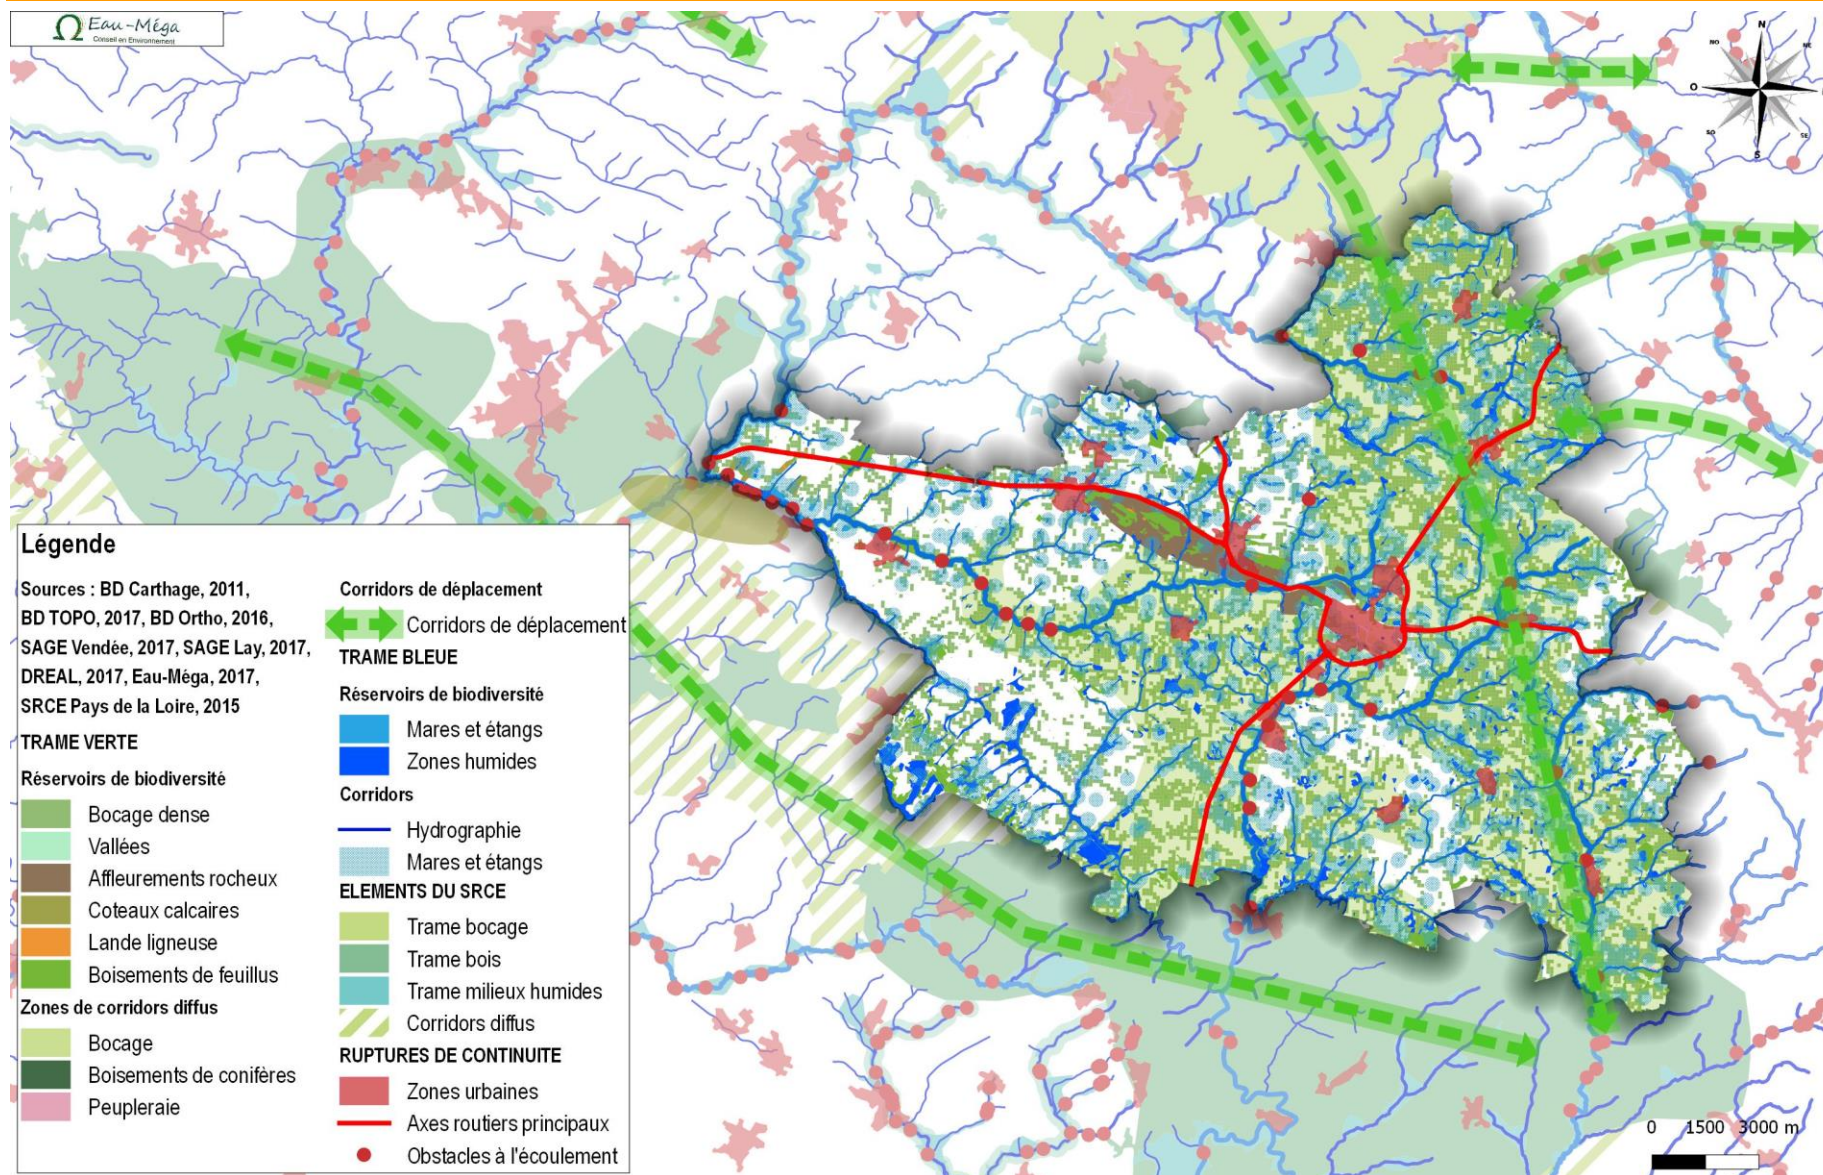 Eau-Méga
Conseil en Environnement
N
NO
NE
O
SO
SE
S
Légende
Sources : BD Carthage, 2011,
BD TOPO, 2017, BD Ortho, 2016,
SAGE Vendée, 2017, SAGE Lay, 2017,
DREAL, 2017, Eau-Méga, 2017,
SRCE Pays de la Loire, 2015
TRAME VERTE
Réservoirs de biodiversité
Bocage dense
Vallées
Affleurements rocheux
Coteaux calcaires
Lande ligneuse
Boisements de feuillus
Zones de corridors diffus
Bocage
Boisements de conifères
Peupleraie
Corridors de déplacement
Corridors de déplacement
TRAME BLEUE
Réservoirs de biodiversité
Mares et étangs
Zones humides
Corridors
Hydrographie
Mares et étangs
ELEMENTS DU SRCE
Trame bocage
Trame bois
Trame milieux humides
Corridors diffus
RUPTURES DE CONTINUITE
Zones urbaines
Axes routiers principaux
Obstacles à l'écoulement
0 1500 3000 m